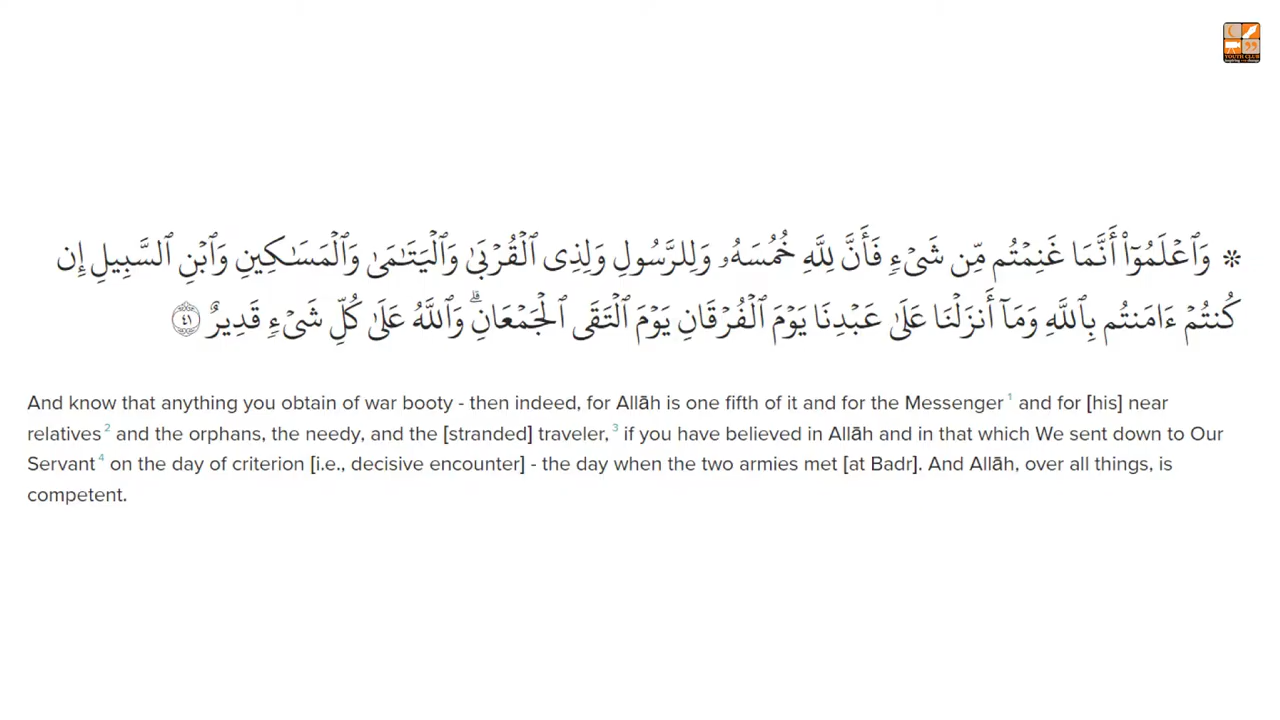 ۞ وَٱعۡلَمُوٓاْ أَنَّمَا غَنِمۡتُم مِّن شَيۡءٖ فَأَنَّ لِلَّهِ خُمُسَهُۥ وَلِلرَّسُولِ وَلِذِي ٱلۡقُرۡبَىٰ وَٱلۡيَتَٰمَىٰ وَٱلۡمَسَٰكِينِ وَٱبۡنِ ٱلسَّبِيلِ إِن
كُنتُمۡ ءَامَنتُم بِٱللَّهِ وَمَآ أَنزَلۡنَا عَلَىٰ عَبۡدِنَا يَوۡمَ ٱلۡفُرۡقَانِ يَوۡمَ ٱلۡتَقَى ٱلۡجَمۡعَانِۗ وَٱللَّهُ عَلَىٰ كُلِّ شَيۡءٖ قَدِيرٌ ٤١
And know that anything you obtain of war booty - then indeed, for Allāh is one fifth of it and for the Messenger 1 and for [his] near
relatives 2 and the orphans, the needy, and the [stranded] traveler, 3 if you have believed in Allāh and in that which We sent down to Our
Servant 4 on the day of criterion [i.e., decisive encounter] - the day when the two armies met [at Badr]. And Allāh, over all things, is
competent.
YOUTH CLUB